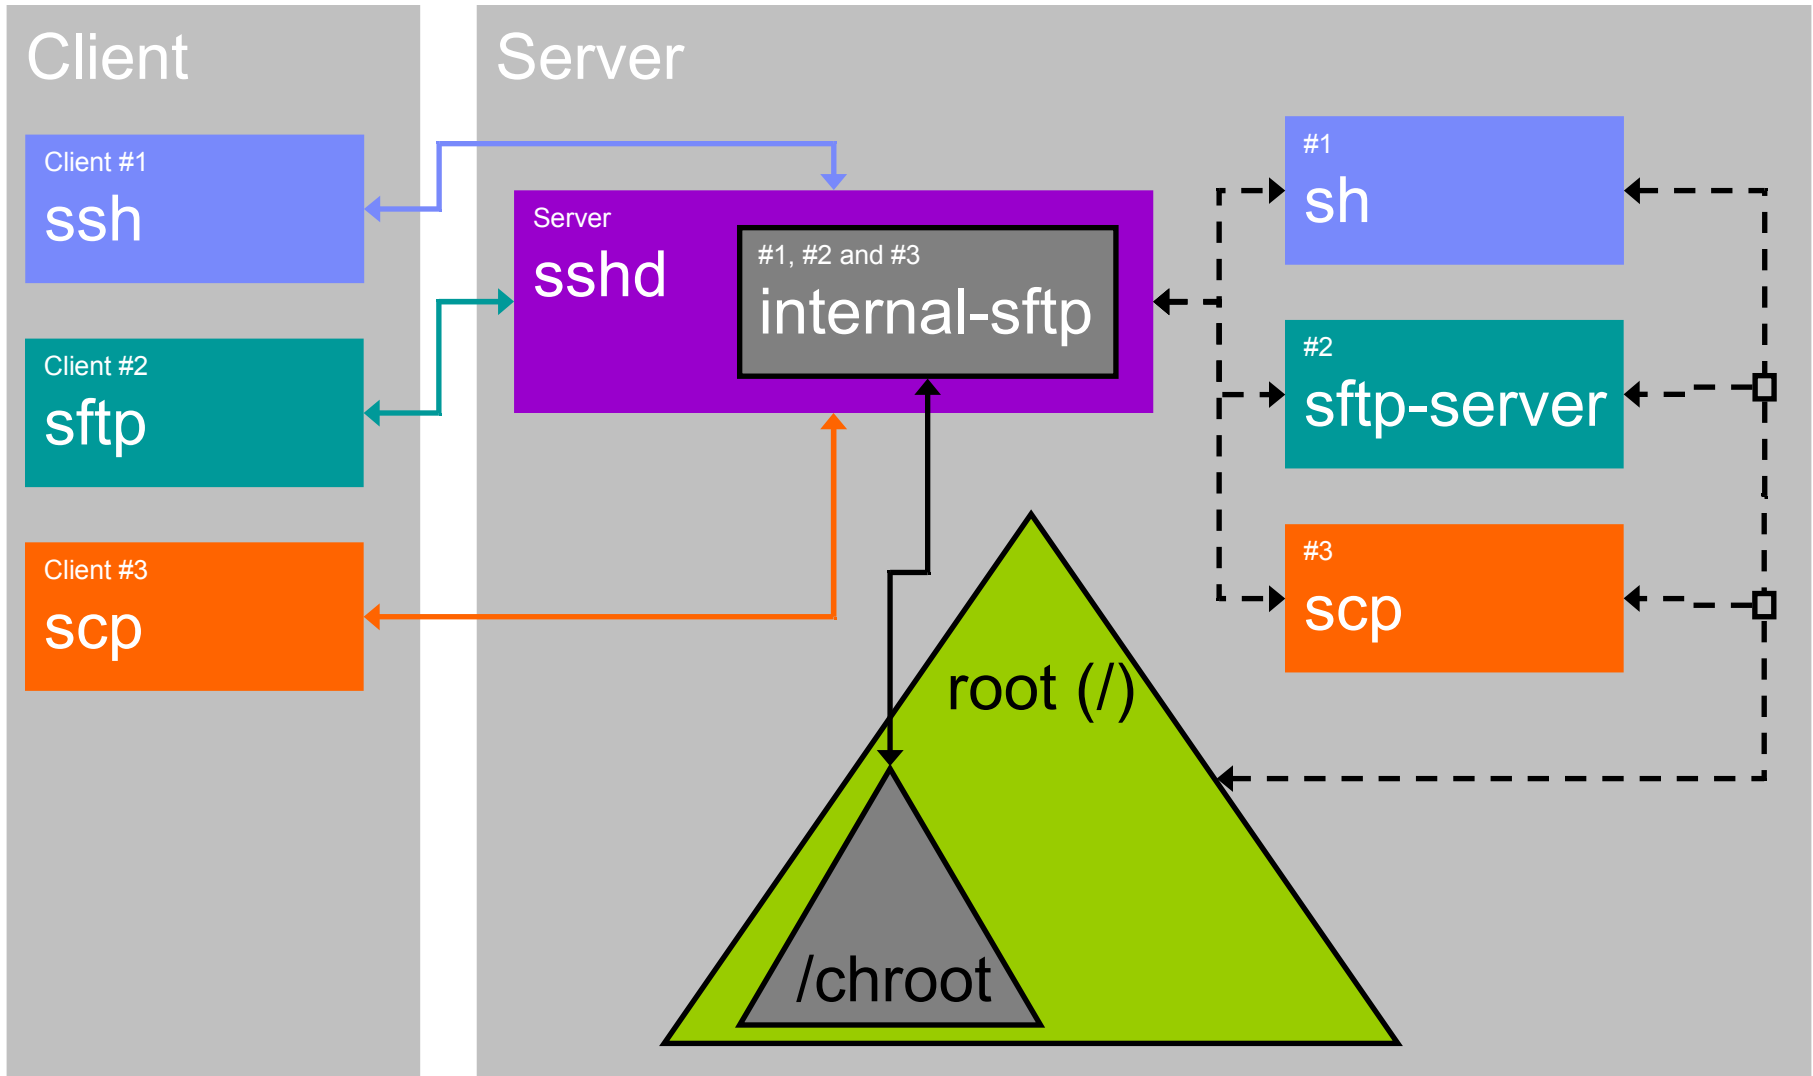 Client
Client #1
ssh
Client #2
sftp
Client #3
scp
Server
Server
sshd
#1, #2 and #3
internal-sftp
#1
sh
#2
sftp-server
#3
scp
root (/)
/chroot